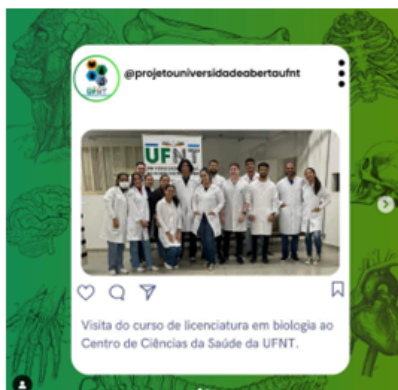 UFNT
@projetouniversidadeabertaufnt
UFNT
Visita do curso de licenciatura em biologia ao
Centro de Ciências da Saúde da UFNT.